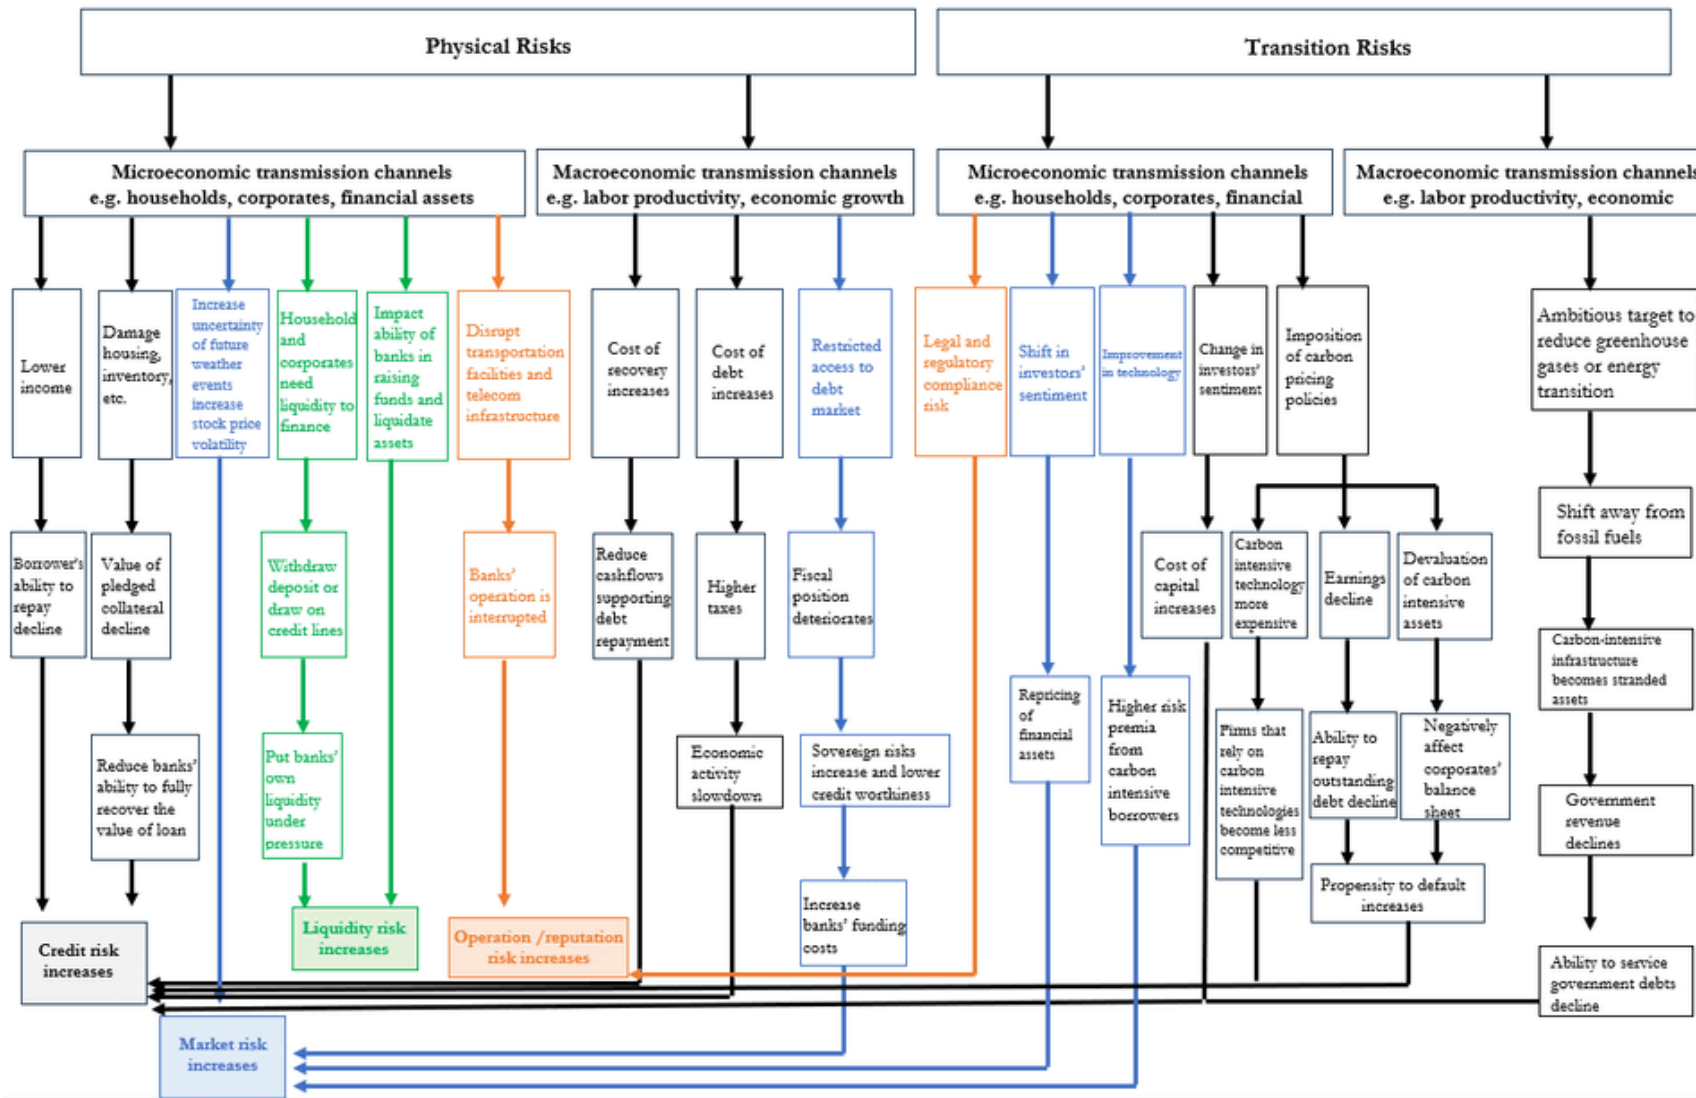 Physical Risks
Transition Risks
Microeconomic transmission channels
e.g. households, corporates, financial assets
Macroeconomic transmission channels
e.g. labor productivity, economic growth
Microeconomic transmission channels
e.g. households, corporates, financial
Macroeconomic transmission channels
e.g. labor productivity, economic
Lower
income
Damage
housing,
inventory,
etc.
Increase
uncertainty
of future
weather
events
increase
stock price
volatility
Household
and
corporates
need
liquidity to
finance
Impact
ability of
banks in
raising
funds and
liquidate
assets
Disrupt
transportation
facilities and
telecom
infrastructure
Cost of
recovery
increases
Cost of
debt
increases
Restricted
access to
debt
market
Legal and
regulatory
compliance
risk
Shift in
investors'
sentiment
Improvement
in technology
Change in
investors'
sentiment
Imposition
of carbon
pricing
policies
Ambitious target to
reduce greenhouse
gases or energy
transition
Borrower's
ability to
repay
decline
Value of
pledged
collateral
decline
Withdraw
deposit or
draw on
credit lines
Banks'
operation is
interrupted
Reduce
cashflows
supporting
debt
repayment
Higher
taxes
Fiscal
position
deteriorates
Cost of
capital
increases
Carbon
intensive
technology
more
expensive
Earnings
decline
Devaluation
of carbon
intensive
assets
Shift away from
fossil fuels
Carbon-intensive
infrastructure
becomes stranded
assets
Reduce banks'
ability to fully
recover the
value of loan
Put banks'
own
liquidity
under
pressure
Economic
activity
slowdown
Sovereign risks
increase and lower
credit worthiness
Repricing
of
financial
assets
Higher risk
premia
from
carbon
intensive
borrowers
Firms that
rely on
carbon
intensive
technologies
become less
competitive
Ability to
repay
outstanding
debt decline
Negatively
affect
corporates'
balance
sheet
Government
revenue
declines
Propensity to default
increases
Increase
banks' funding
costs
Credit risk
increases
Liquidity risk
increases
Operation /reputation
risk increases
Ability to service
government debts
decline
Market risk
increases